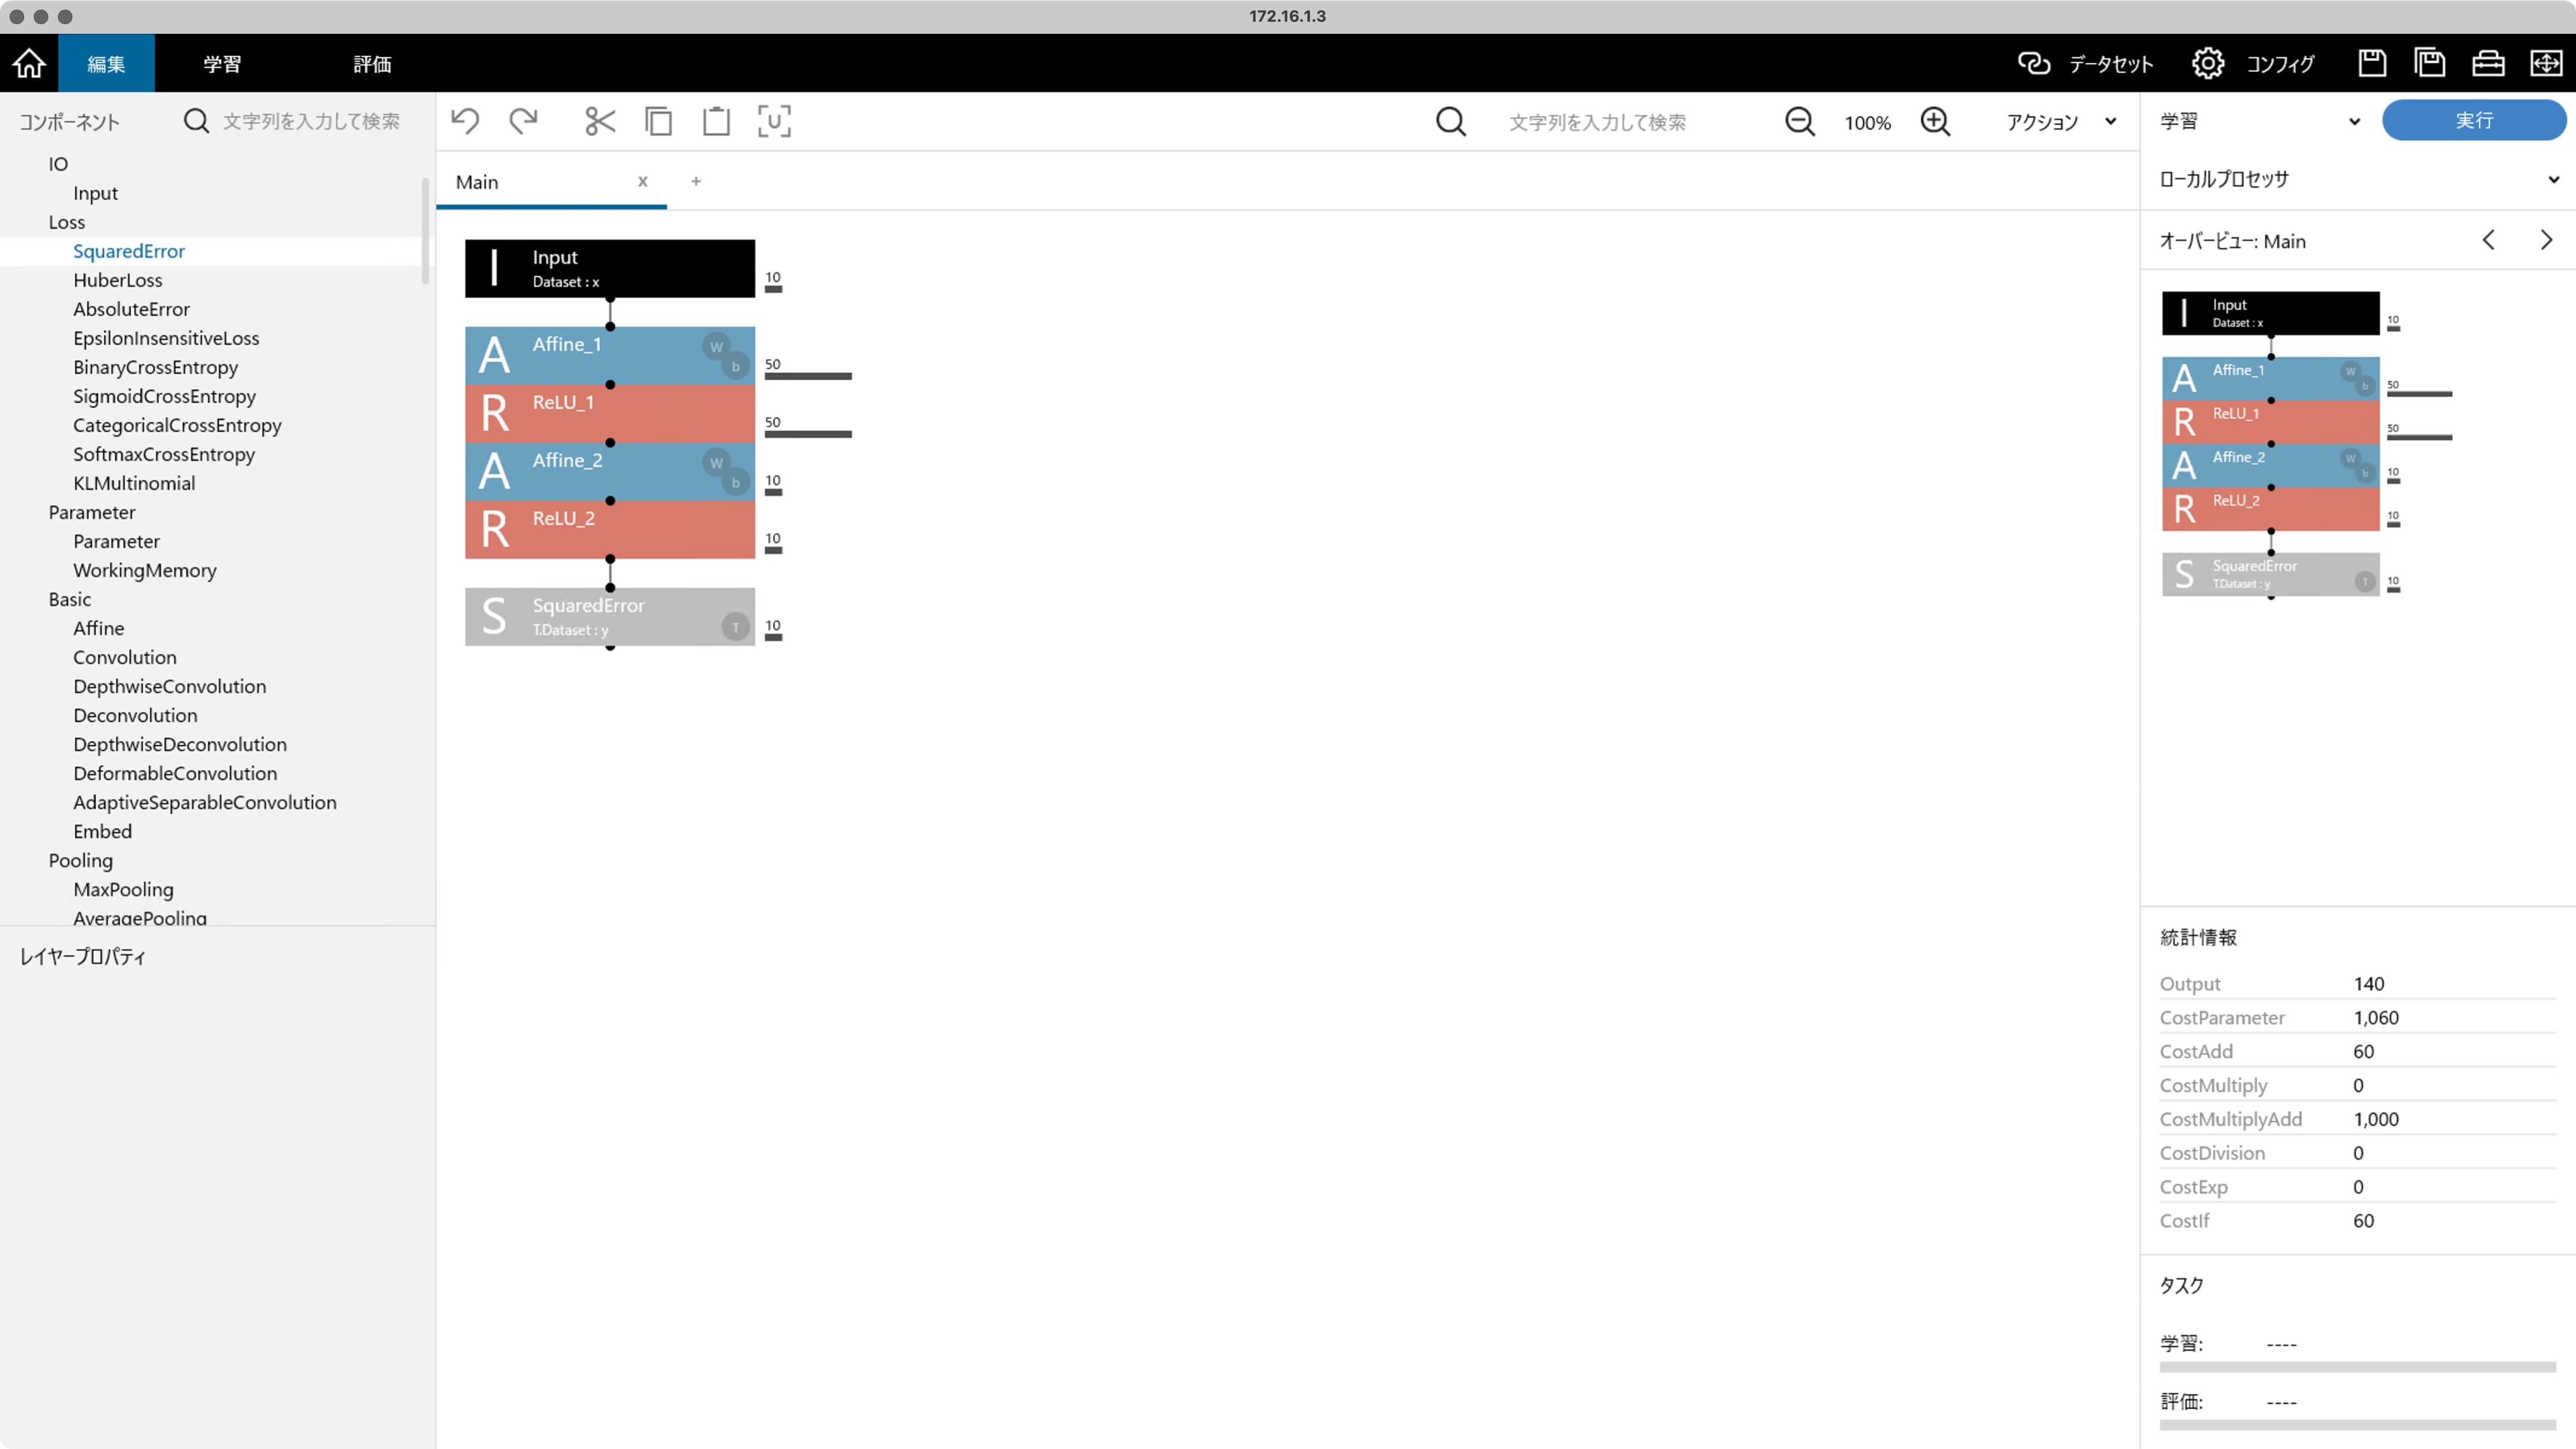 172.16.1.3
編集
学習
評価
データセット
コンフィグ
コンポーネント
文字列を入力して検索
文字列を入力して検索
100%
アクション
学習
実行
ローカルプロセッサ
IO
Input
Loss
SquaredError
HuberLoss
AbsoluteError
EpsilonInsensitiveLoss
BinaryCrossEntropy
SigmoidCrossEntropy
CategoricalCrossEntropy
SoftmaxCrossEntropy
KLMultinomial
Parameter
Parameter
WorkingMemory
Basic
Affine
Convolution
DepthwiseConvolution
Deconvolution
DepthwiseDeconvolution
DeformableConvolution
AdaptiveSeparableConvolution
Embed
Pooling
MaxPooling
AveragePooling
レイヤープロパティ
Main
x
+
I
Input
Dataset : x
10
A
Affine_1
W
b
50
R
ReLU_1
50
A
Affine_2
W
b
10
R
ReLU_2
10
S
SquaredError
T.Dataset : y
T
10
オーバービュー: Main
I
Input
Dataset : x
10
A
Affine_1
W
b
50
R
ReLU_1
50
A
Affine_2
W
b
10
R
ReLU_2
10
S
SquaredError
T.Dataset : y
T
10
統計情報
Output 140
CostParameter 1,060
CostAdd 60
CostMultiply 0
CostMultiplyAdd 1,000
CostDivision 0
CostExp 0
CostIf 60
タスク
学習: ----
評価: ----